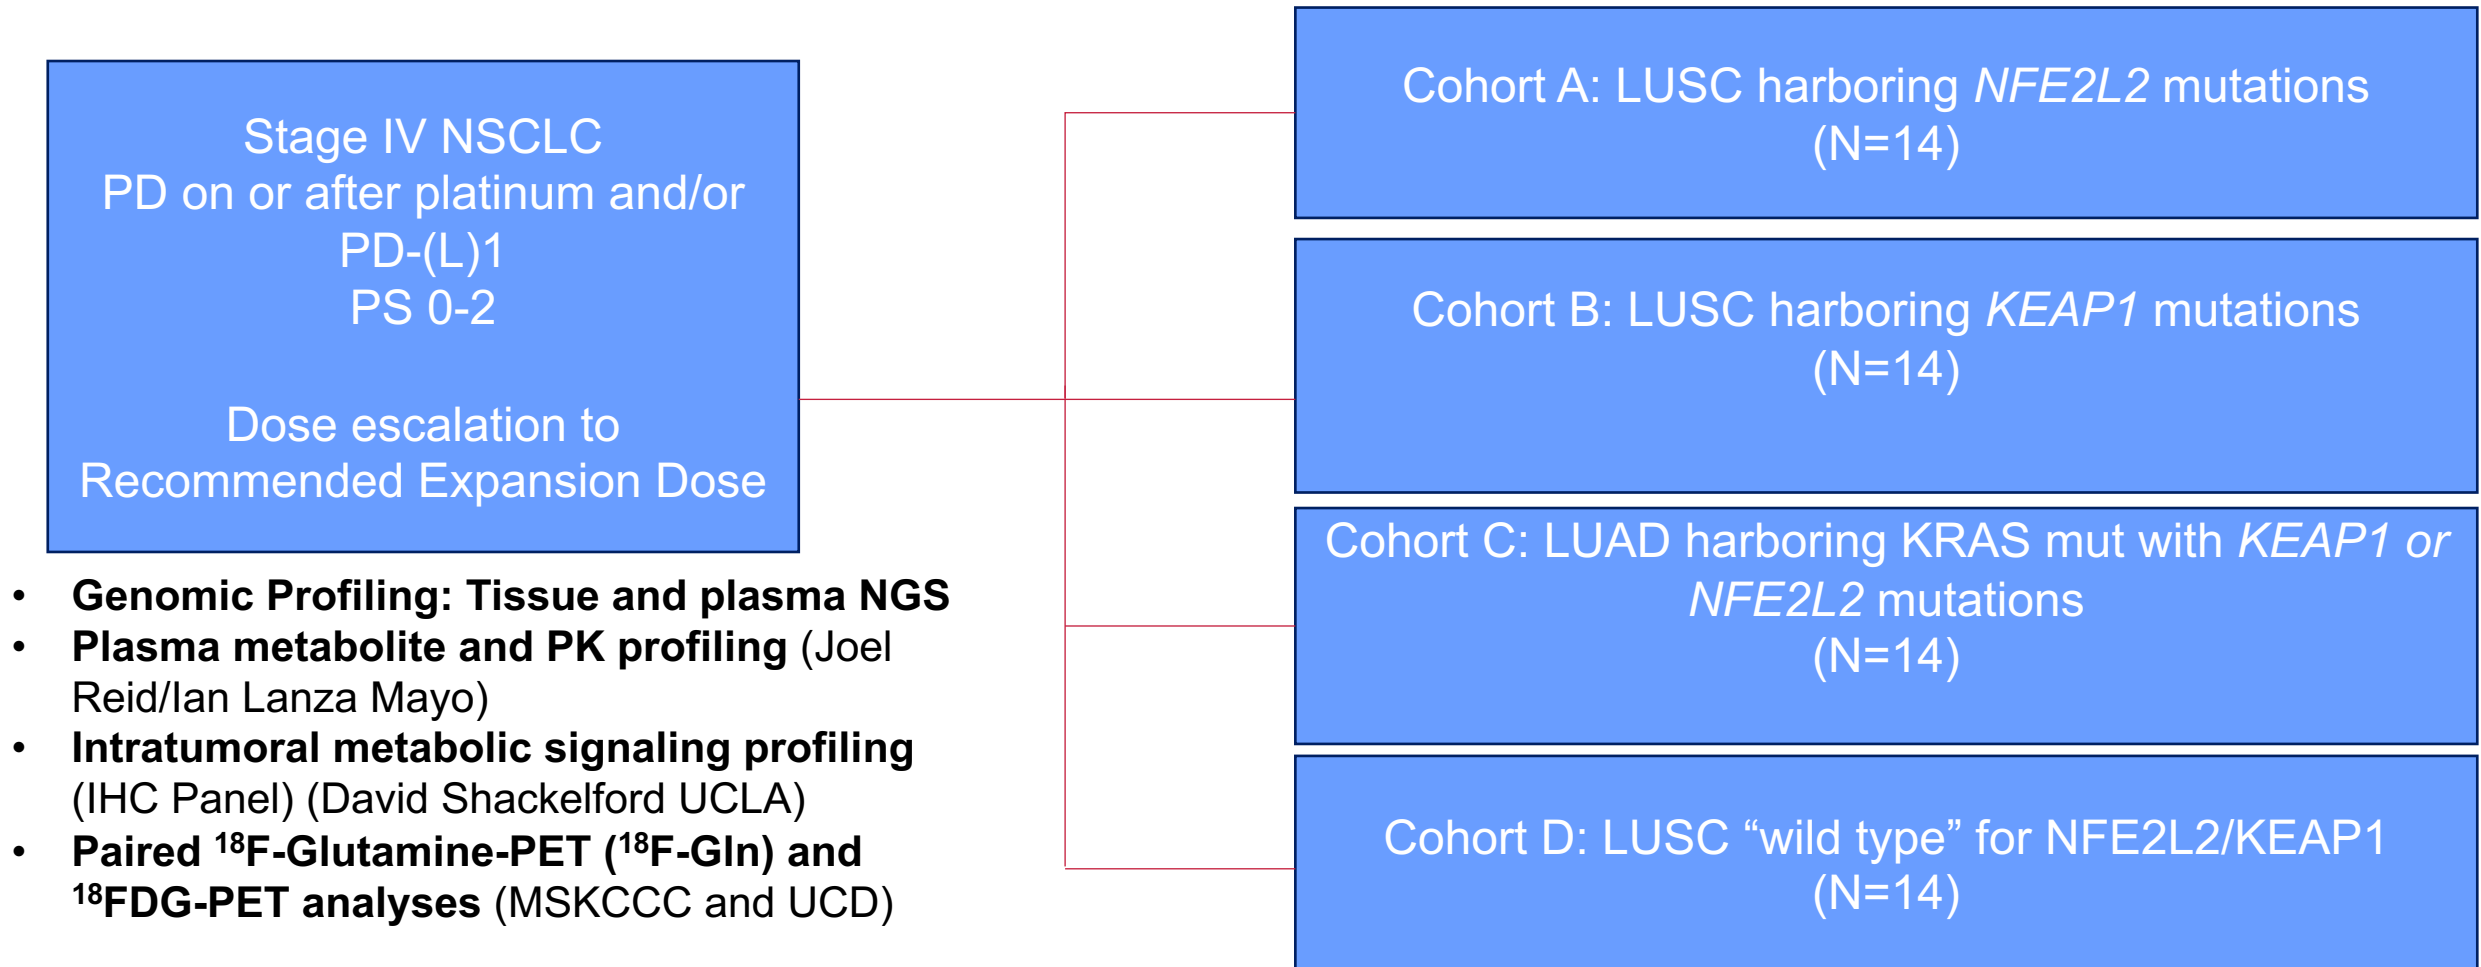 Stage IV NSCLC
PD on or after platinum and/or
PD-(L)1
PS 0-2
Dose escalation to
Recommended Expansion Dose
• Genomic Profiling: Tissue and plasma NGS
• Plasma metabolite and PK profiling (Joel
Reid/Ian Lanza Mayo)
• Intratumoral metabolic signaling profiling
(IHC Panel) (David Shackelford UCLA)
• Paired ¹⁸F-Glutamine-PET (¹⁸F-Gln) and
¹⁸FDG-PET analyses (MSKCCC and UCD)
Cohort A: LUSC harboring NFE2L2 mutations
(N=14)
Cohort B: LUSC harboring KEAP1 mutations
(N=14)
Cohort C: LUAD harboring KRAS mut with KEAP1 or
NFE2L2 mutations
(N=14)
Cohort D: LUSC “wild type” for NFE2L2/KEAP1
(N=14)